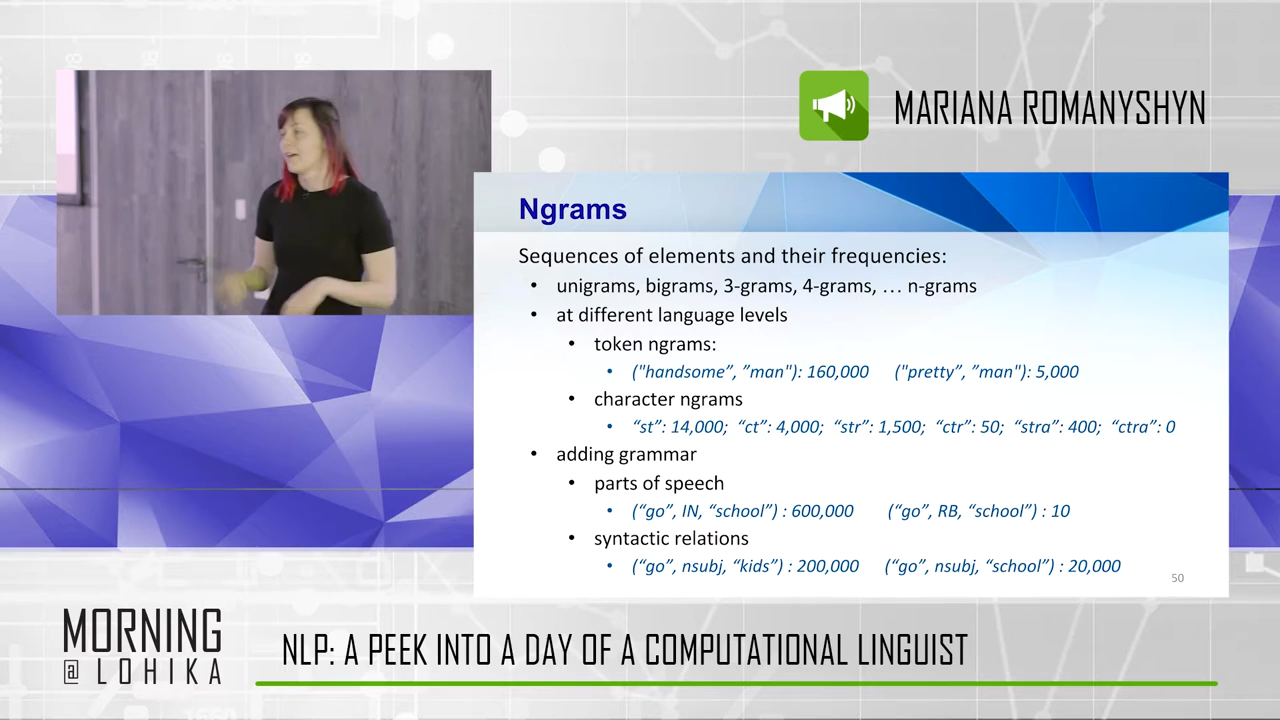 MARIANA ROMANYSHYN
Ngrams
Sequences of elements and their frequencies:
• unigrams, bigrams, 3-grams, 4-grams, … n-grams
• at different language levels
• token ngrams:
• ("handsome”, ”man"): 160,000 ("pretty”, ”man"): 5,000
• character ngrams
• “st”: 14,000; “ct”: 4,000; “str”: 1,500; “ctr”: 50; “stra”: 400; “ctra”: 0
• adding grammar
• parts of speech
• (“go”, IN, “school”) : 600,000 (“go”, RB, “school”) : 10
• syntactic relations
• (“go”, nsubj, “kids”) : 200,000 (“go”, nsubj, “school”) : 20,000
50
MORNING
@ LOHIKA
NLP: A PEEK INTO A DAY OF A COMPUTATIONAL LINGUIST